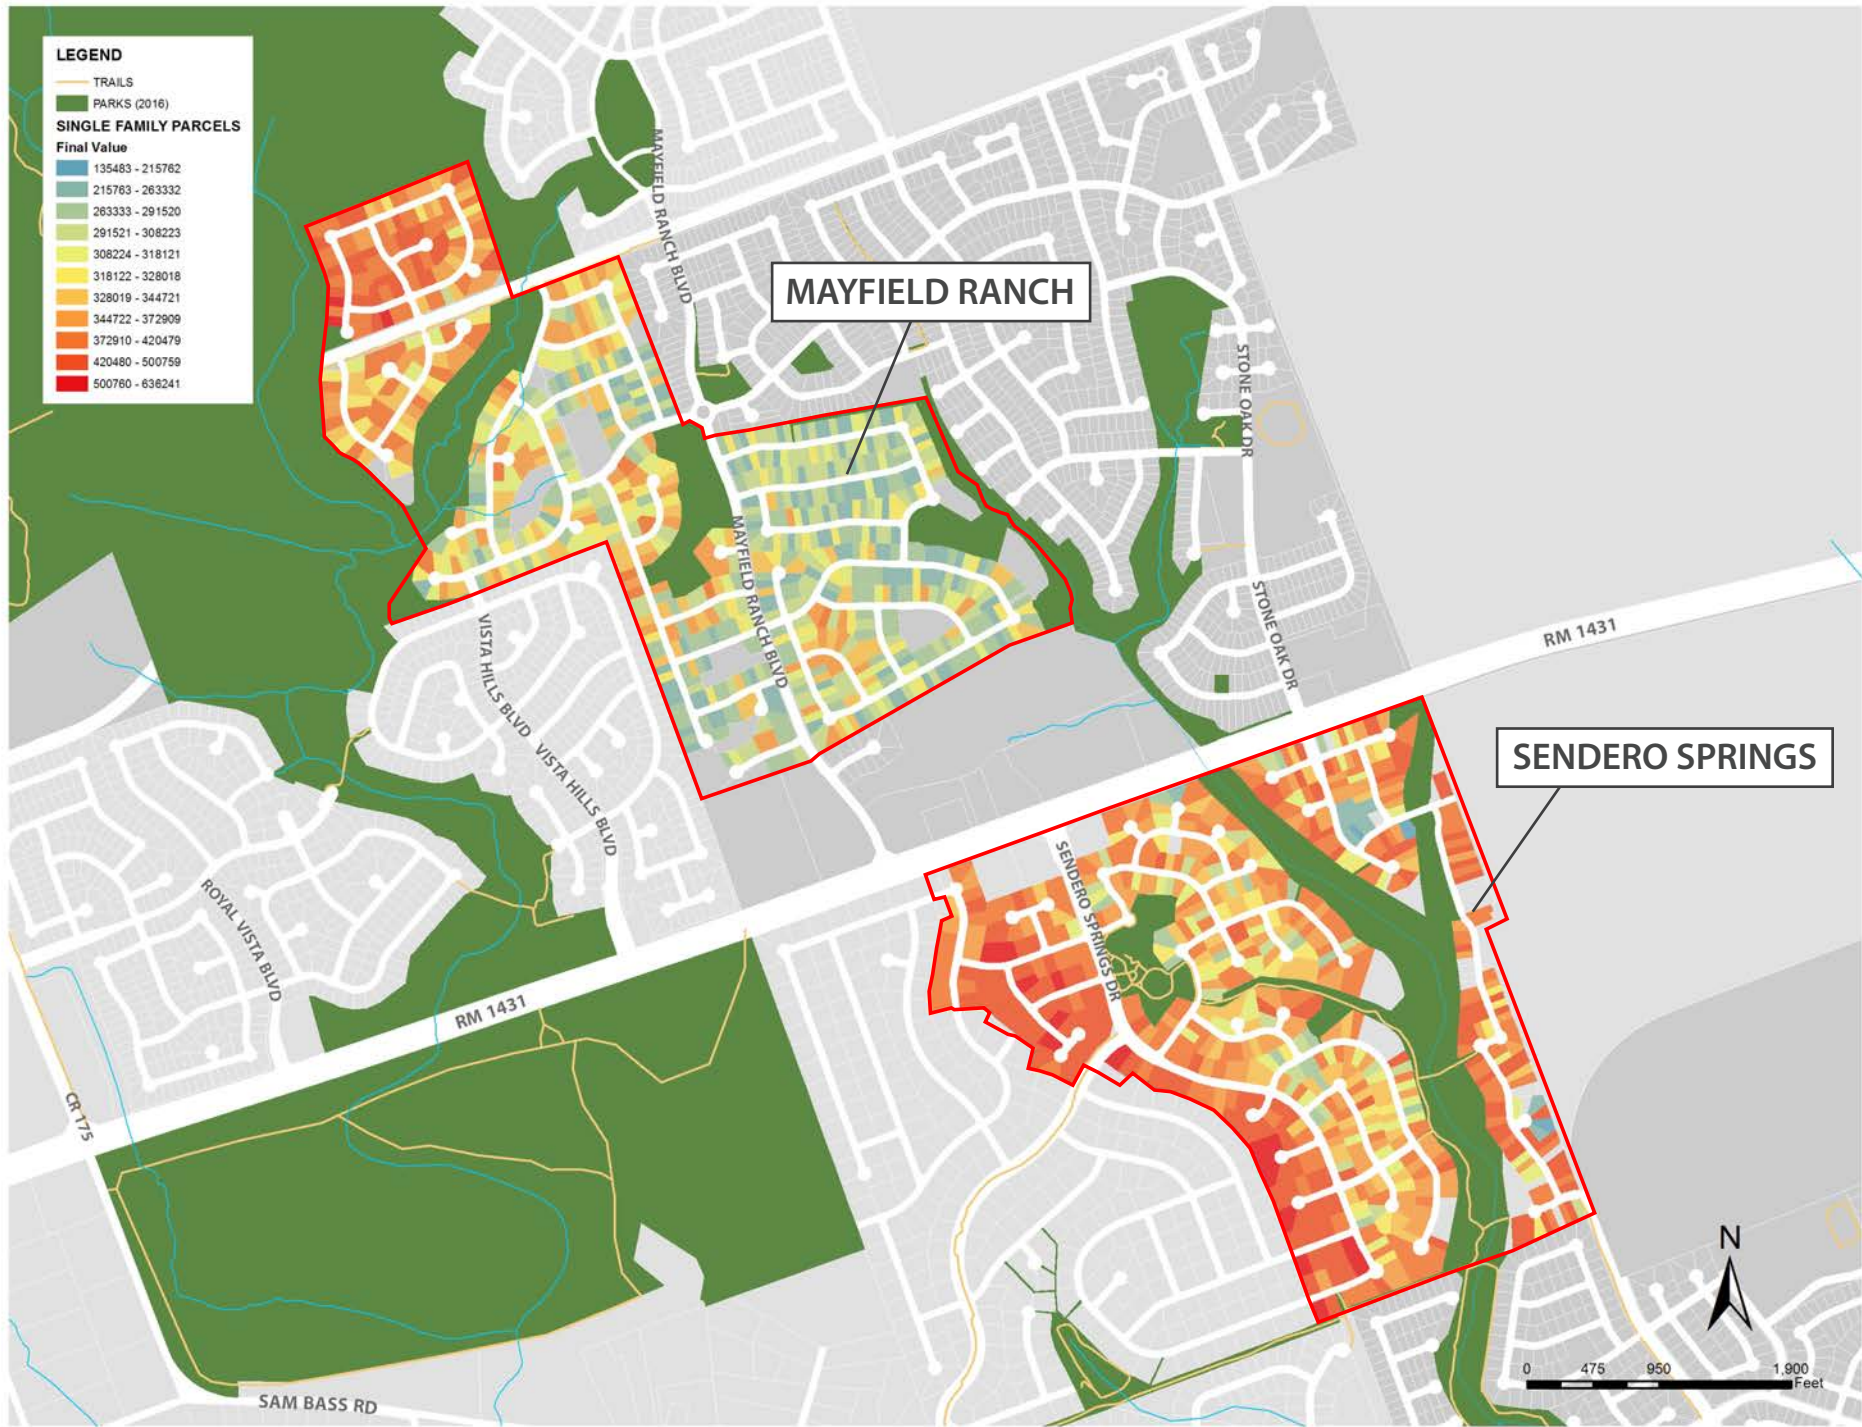 LEGEND
TRAILS
PARKS (2016)
SINGLE FAMILY PARCELS
Final Value
135483 - 215762
215763 - 263332
263333 - 291520
291521 - 308223
308224 - 318121
318122 - 328018
328019 - 344721
344722 - 372909
372910 - 420479
420480 - 500759
500760 - 636241
MAYFIELD RANCH BLVD
MAYFIELD RANCH
STONE OAK DR
MAYFIELD RANCH BLVD
STONE OAK DR
RM 1431
VISTA HILLS BLVD
VISTA HILLS BLVD
SENDERO SPRINGS
SENDERO SPRINGS DR
ROYAL VISTA BLVD
RM 1431
CR 175
SAM BASS RD
N
0 475 950 1,900
Feet